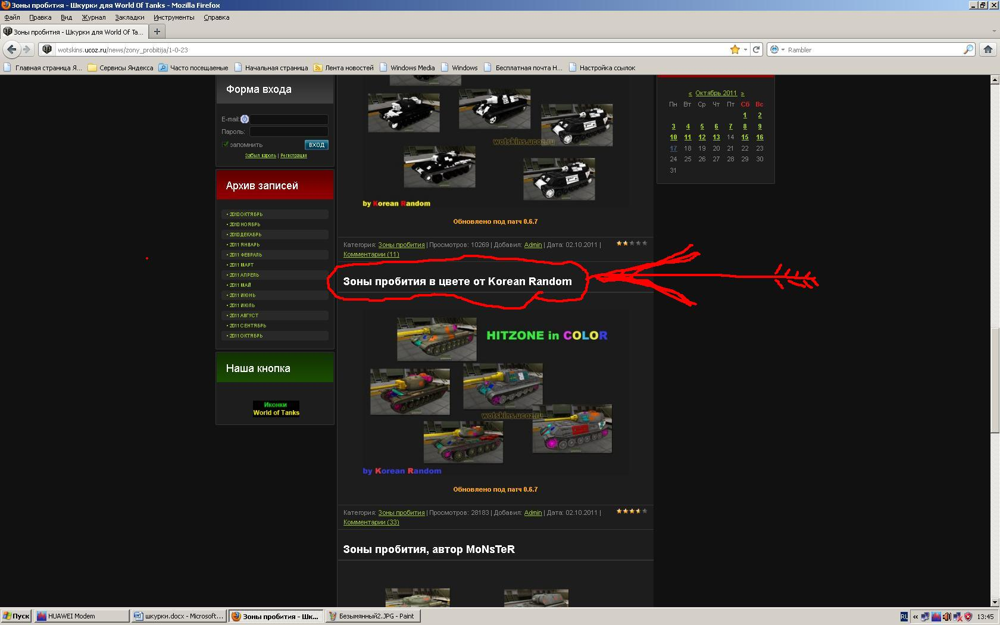 Зоны пробития - Шкурки для World Of Tanks - Mozilla Firefox
Файл Правка Вид Журнал Закладки Инструменты Справка
Зоны пробития - Шкурки для World Of Ta...
wotskins.ucoz.ru/news/zony_probitija/1-0-23
Rambler
Главная страница Я... Сервисы Яндекса Часто посещаемые Начальная страница Лента новостей Windows Media Windows Бесплатная почта H... Настройка ссылок
Форма входа
E-mail:
Пароль:
запомнить ВХОД
Забыл пароль | Регистрация
Архив записей
• 2010 ОКТЯБРЬ
• 2010 НОЯБРЬ
• 2010 ДЕКАБРЬ
• 2011 ЯНВАРЬ
• 2011 ФЕВРАЛЬ
• 2011 МАРТ
• 2011 АПРЕЛЬ
• 2011 МАЙ
• 2011 ИЮНЬ
• 2011 ИЮЛЬ
• 2011 АВГУСТ
• 2011 СЕНТЯБРЬ
• 2011 ОКТЯБРЬ
Наша кнопка
Иконки
World of Tanks
wotskins.ucoz.ru
by Korean Random
Обновлено под патч 0.6.7
Категория: Зоны пробития | Просмотров: 10269 | Добавил: Admin | Дата: 02.10.2011 |
Комментарии (11)
Зоны пробития в цвете от Korean Random
HITZONE in COLOR
wotskins.ucoz.ru
by Korean Random
Обновлено под патч 0.6.7
Категория: Зоны пробития | Просмотров: 28183 | Добавил: Admin | Дата: 02.10.2011 |
Комментарии (33)
Зоны пробития, автор MoNsTeR
« Октябрь 2011 »
Пн Вт Ср Чт Пт Сб Вс
1 2
3 4 5 6 7 8 9
10 11 12 13 14 15 16
17 18 19 20 21 22 23
24 25 26 27 28 29 30
31
Пуск HUAWEI Modem шкурки.docx - Microsoft... Зоны пробития - Шк... Безымянный2.JPG - Paint RU « 13:45